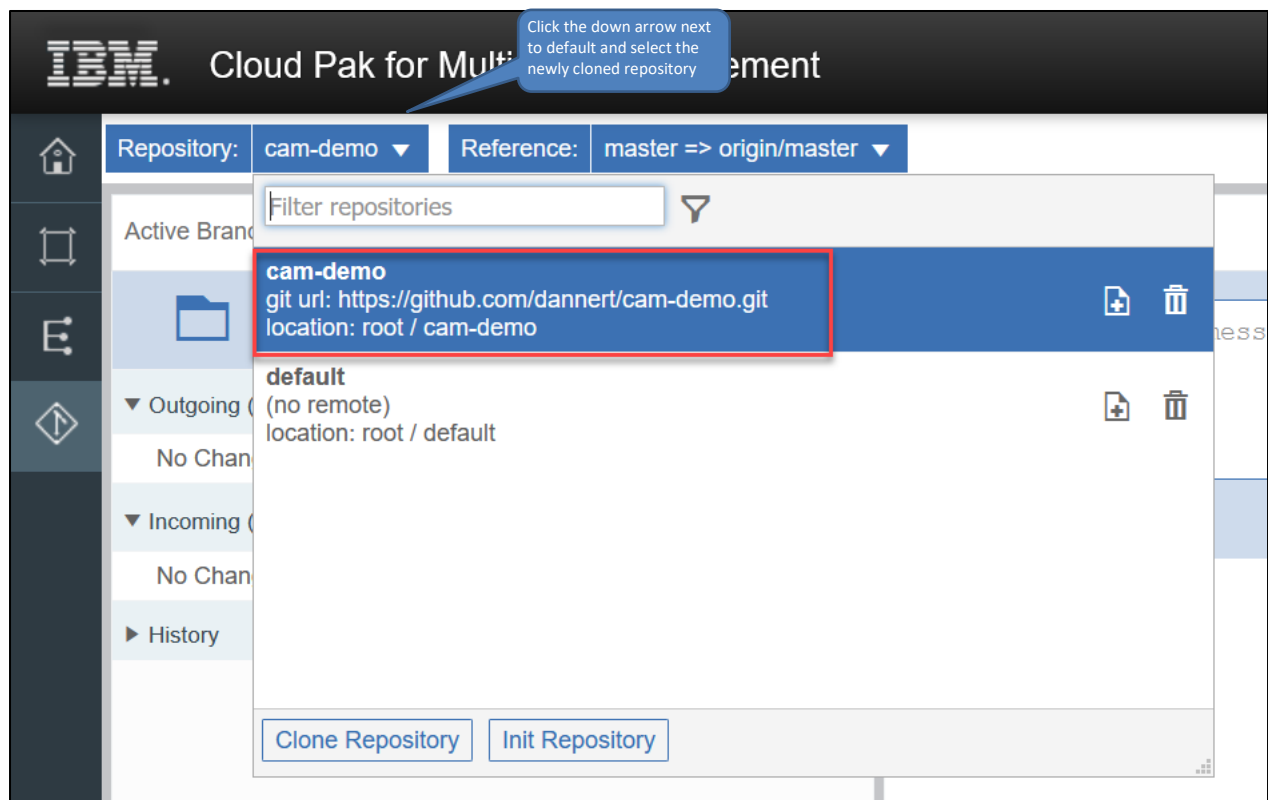 Click the down arrow next
to default and select the
newly cloned repository
IBM. Cloud Pak for Multi ement
Repository: cam-demo Reference: master => origin/master
Filter repositories
Active Branc
cam-demo
git url: https://github.com/dannert/cam-demo.git
location: root / cam-demo
ness
default
(no remote)
location: root / default
Outgoing (
No Chan
Incoming (
No Chan
History
Clone Repository Init Repository